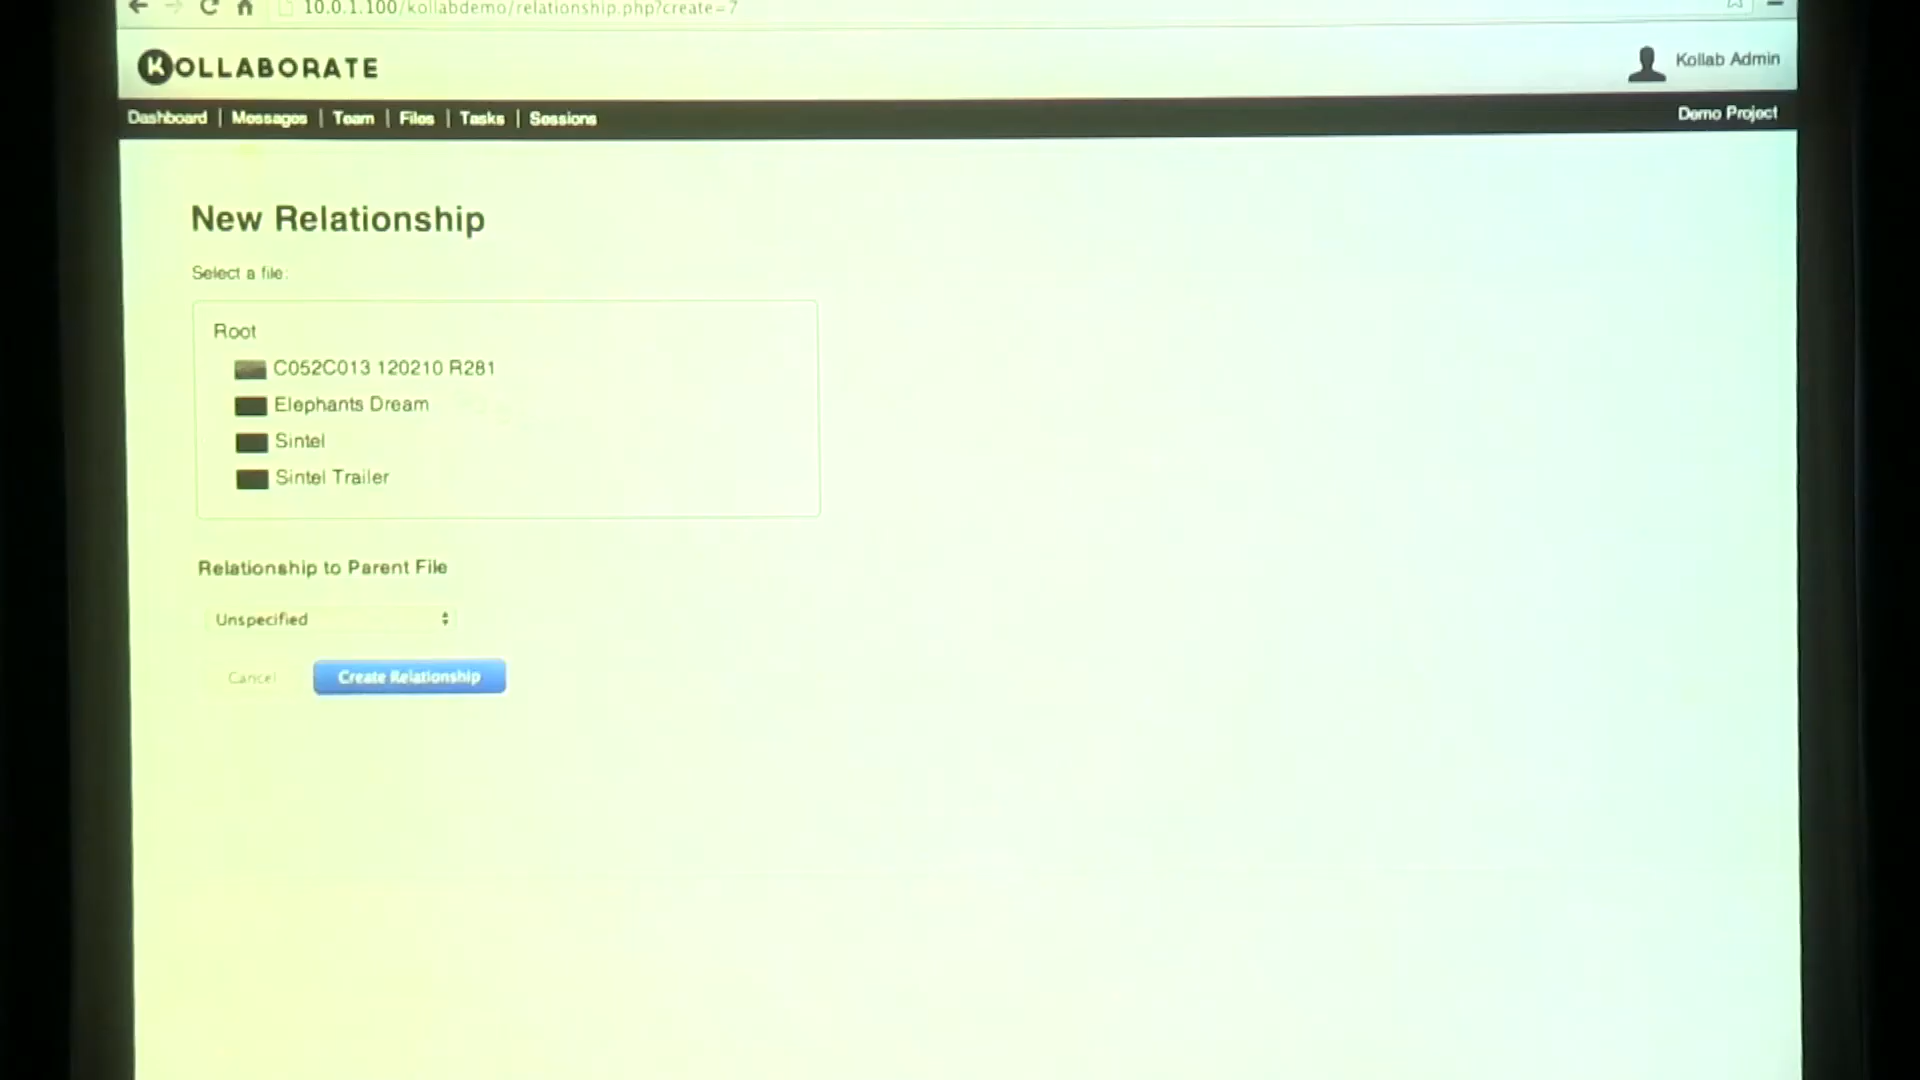 10.0.1.100/kollabdemo/relationship.php?create=7
KOLLABORATE
Kollab Admin
Dashboard | Messages | Team | Files | Tasks | Sessions
Demo Project
New Relationship
Select a file:
Root
C052C013 120210 R281
Elephants Dream
Sintel
Sintel Trailer
Relationship to Parent File
Unspecified
Cancel
Create Relationship